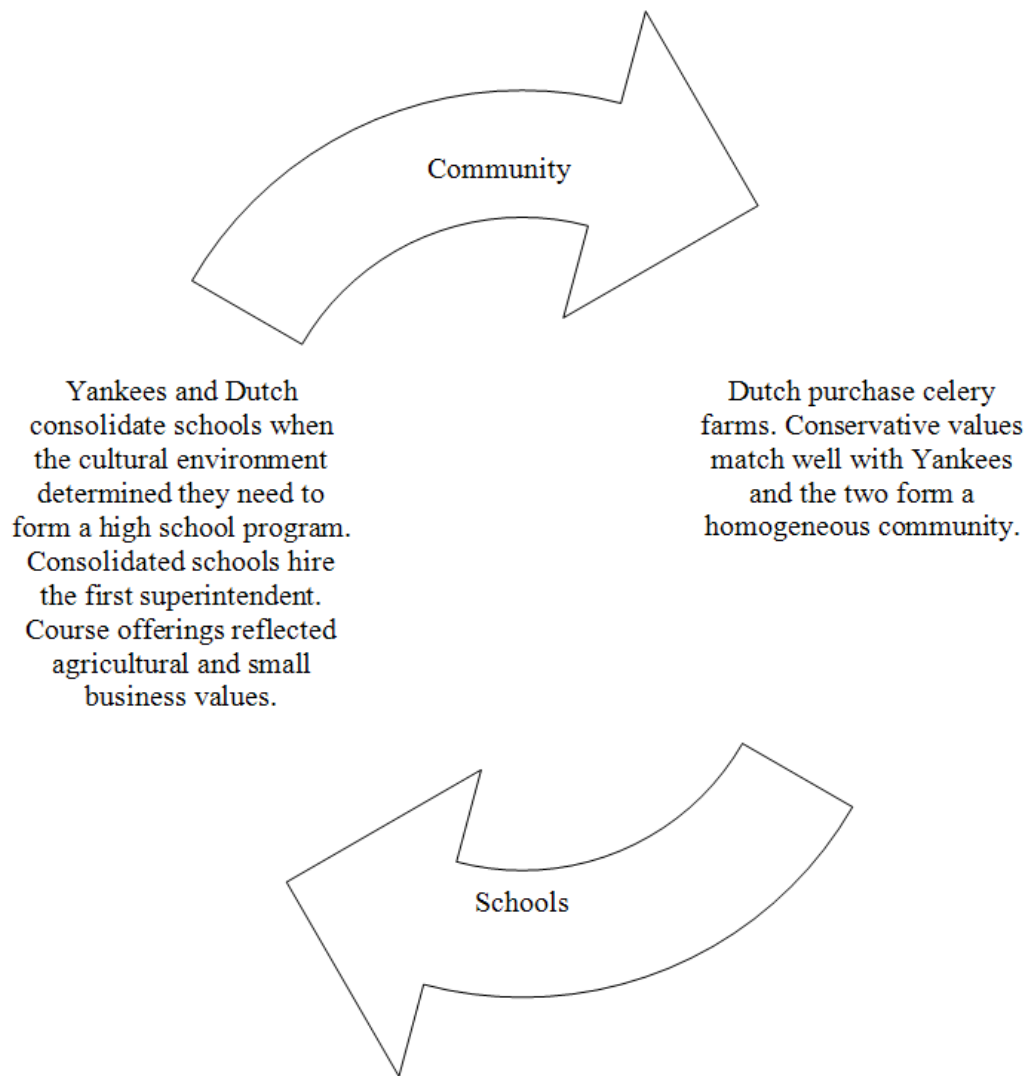 Community
Yankees and Dutch
consolidate schools when
the cultural environment
determined they need to
form a high school program.
Consolidated schools hire
the first superintendent.
Course offerings reflected
agricultural and small
business values.
Dutch purchase celery
farms. Conservative values
match well with Yankees
and the two form a
homogeneous community.
Schools